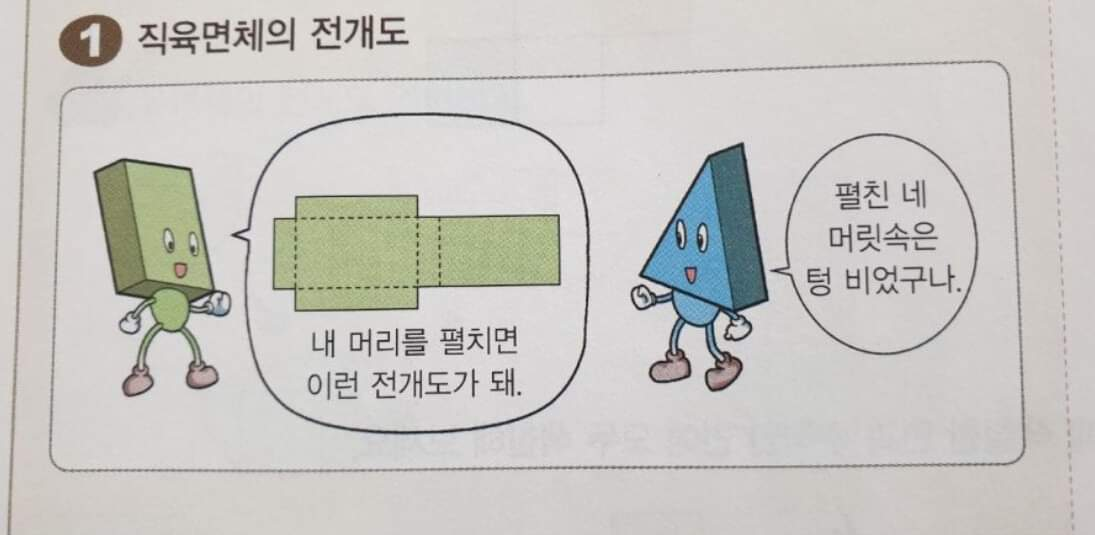 1 직육면체의 전개도
내 머리를 펼치면
이런 전개도가 돼.
펼친 네
머릿속은
텅 비었구나.